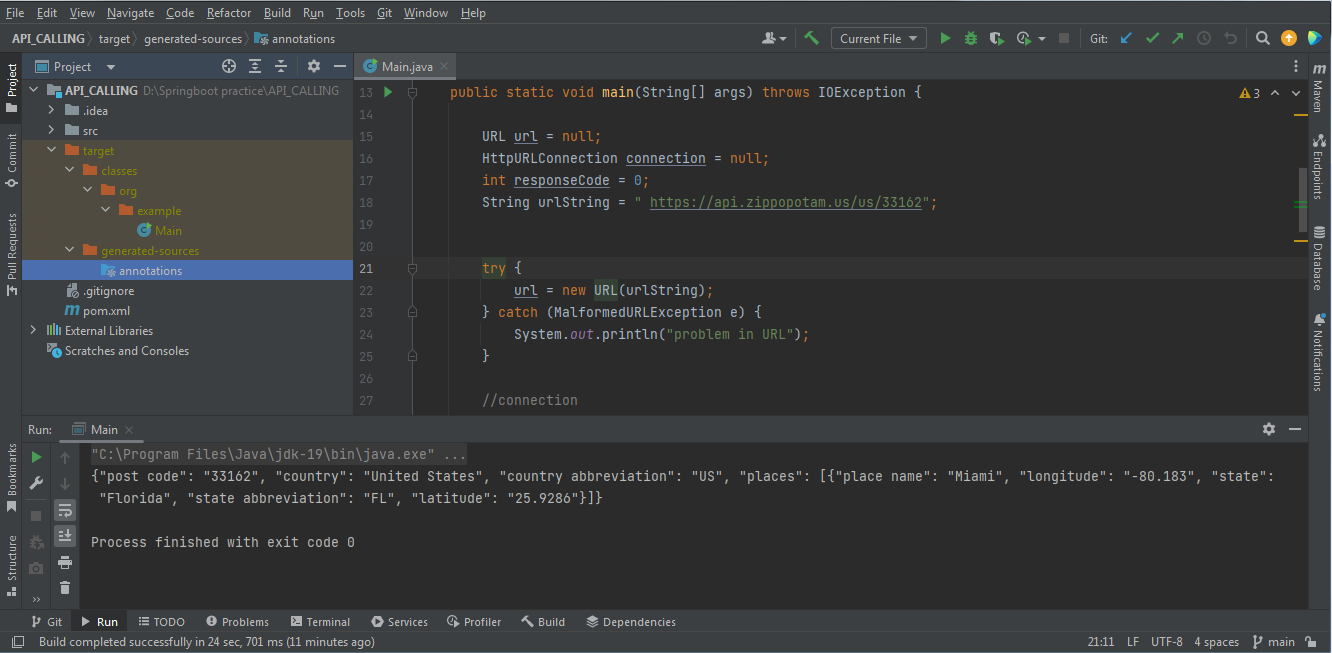 File Edit View Navigate Code Refactor Build Run Tools Git Window Help
API_CALLING target generated-sources annotations
Current File
Git:
Project
Main.java
Project
Commit
Pull Requests
Bookmarks
Structure
API_CALLING D:\Springboot practice\API_CALLING
.idea
src
target
classes
org
example
Main
generated-sources
annotations
.gitignore
pom.xml
External Libraries
Scratches and Consoles
13 public static void main(String[] args) throws IOException {
14
15 URL url = null;
16 HttpURLConnection connection = null;
17 int responseCode = 0;
18 String urlString = " https://api.zippopotam.us/us/33162";
19
20
21 try {
22 url = new URL(urlString);
23 } catch (MalformedURLException e) {
24 System.out.println("problem in URL");
25 }
26
27 //connection
3
m
Maven
Endpoints
Database
Notifications
Run: Main
"C:\Program Files\Java\jdk-19\bin\java.exe" ...
{"post code": "33162", "country": "United States", "country abbreviation": "US", "places": [{"place name": "Miami", "longitude": "-80.183", "state":
"Florida", "state abbreviation": "FL", "latitude": "25.9286"}]}
Process finished with exit code 0
Git Run TODO Problems Terminal Services Profiler Build Dependencies
Build completed successfully in 24 sec, 701 ms (11 minutes ago)
21:11 LF UTF-8 4 spaces main